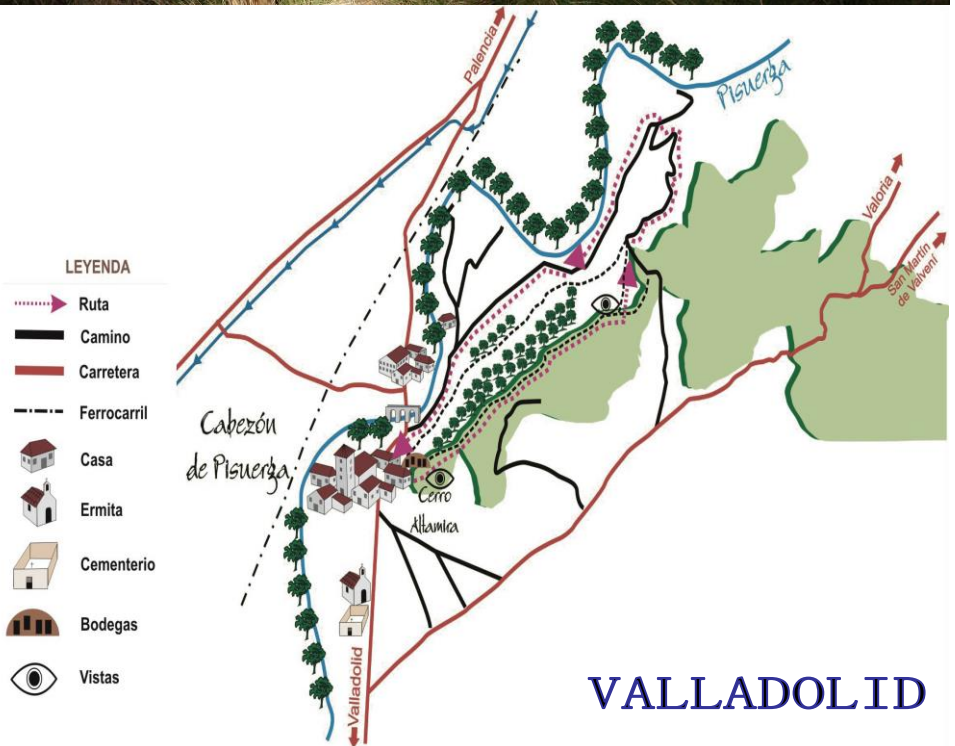 Palencia
Pisuerga
Valoria
San Martín
de Valvení
LEYENDA
Ruta
Camino
Carretera
Ferrocarril
Casa
Ermita
Cementerio
Bodegas
Vistas
Cabezón
de Pisuerga
Cerro
Altamira
Valladolid
VALLADOLID